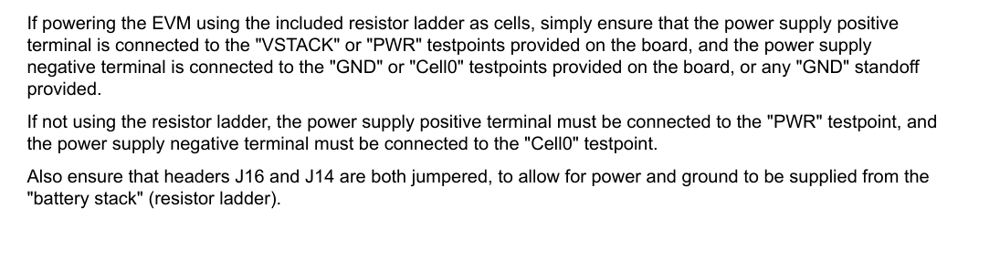 If powering the EVM using the included resistor ladder as cells, simply ensure that the power supply positive
terminal is connected to the "VSTACK" or "PWR" testpoints provided on the board, and the power supply
negative terminal is connected to the "GND" or "Cell0" testpoints provided on the board, or any "GND" standoff
provided.
If not using the resistor ladder, the power supply positive terminal must be connected to the "PWR" testpoint, and
the power supply negative terminal must be connected to the "Cell0" testpoint.
Also ensure that headers J16 and J14 are both jumpered, to allow for power and ground to be supplied from the
"battery stack" (resistor ladder).